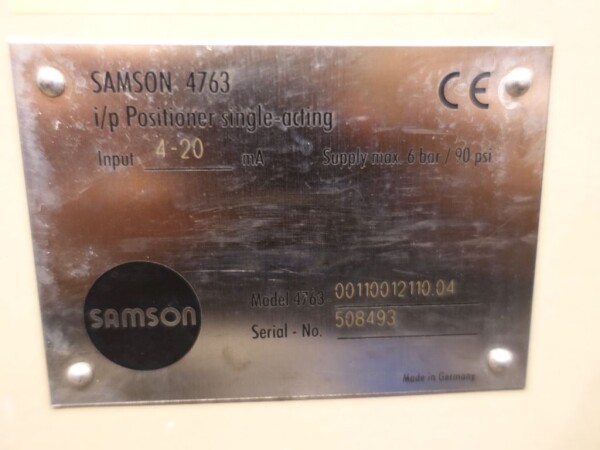 SAMSON 4763
CE
i/p Positioner single-acting
Input 4-20 mA Supply max. 6 bar / 90 psi
SAMSON
Model 4763 00110012110.04
Serial - No. 508493
Made in Germany